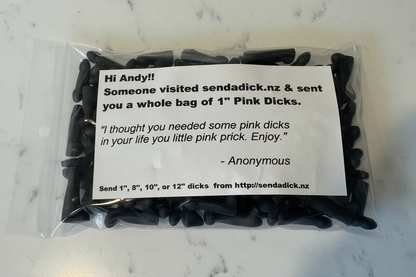 Hi Andy!!
Someone visited sendadick.nz & sent
you a whole bag of 1" Pink Dicks.
"I thought you needed some pink dicks
in your life you little pink prick. Enjoy."
- Anonymous
Send 1", 8", 10", or 12" dicks from http://sendadick.nz